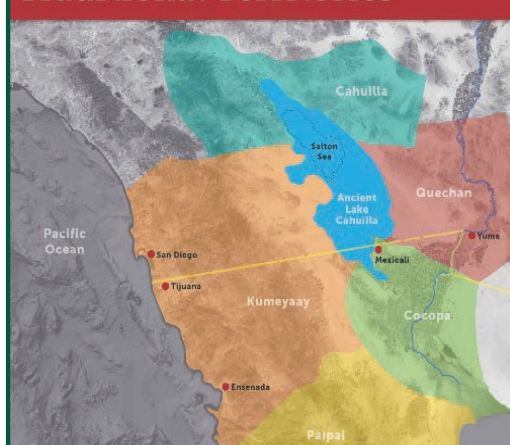 Cahuilla
Salton
Sea
Quechan
Ancient
Lake
Cahuilla
Pacific
Ocean
Yuma
San Diego
Mexicali
Tijuana
Kumeyaay
Cocopa
Ensenada
Paipai